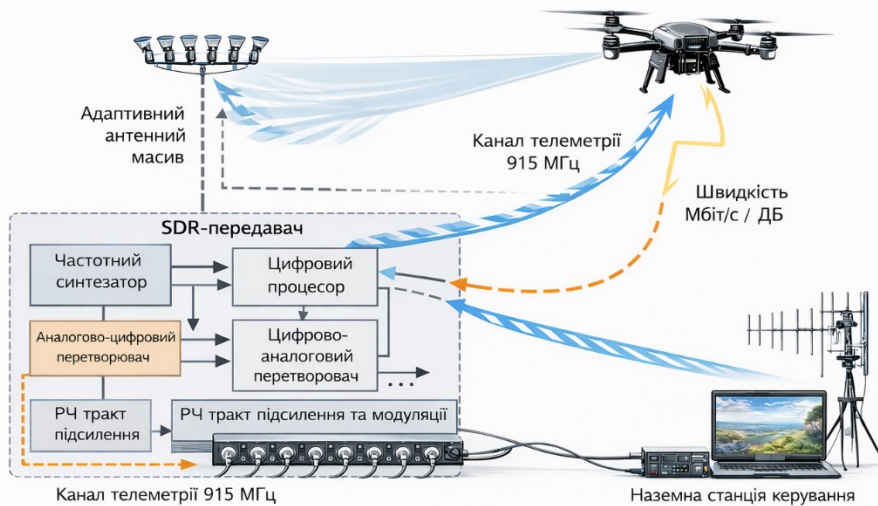 Адаптивний
антенний
масив
Канал телеметрії
915 МГц
Швидкість
Мбіт/с / ДБ
SDR-передавач
Частотний
синтезатор
Цифровий
процесор
Аналогово-цифровий
перетворювач
Цифрово-
аналоговий
перетворовач
...
РЧ тракт
підсилення
РЧ тракт підсилення та модуляції
Канал телеметрії 915 МГц
Наземна станція керування